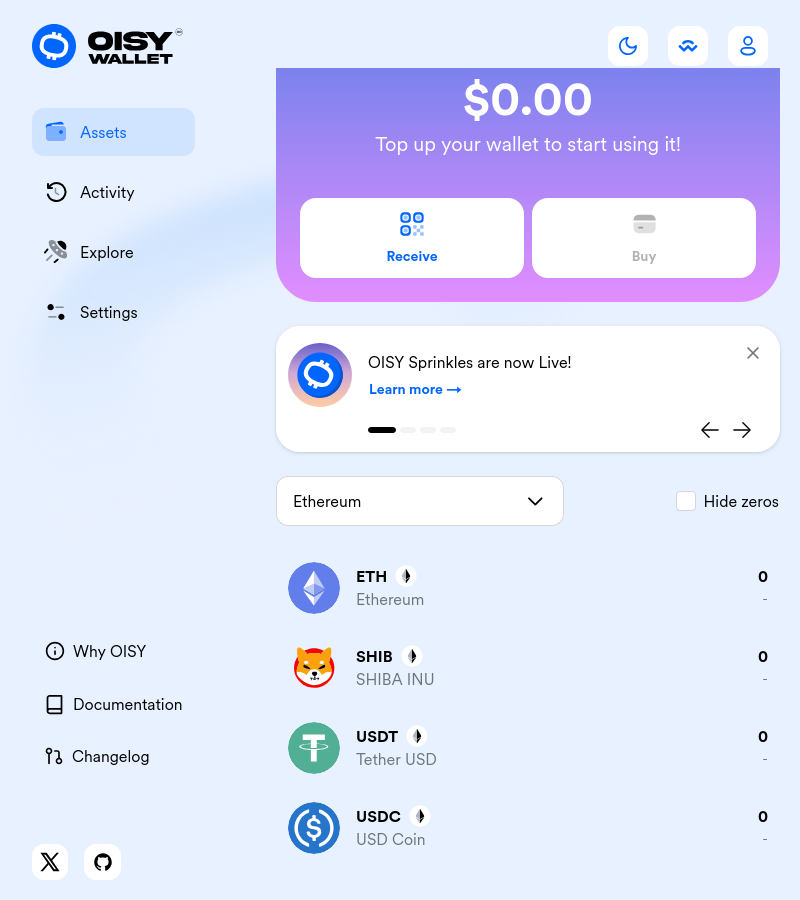 OISY
WALLET
$0.00
Top up your wallet to start using it!
Receive
Buy
Assets
Activity
Explore
Settings
OISY Sprinkles are now Live!
Learn more →
Ethereum
Hide zeros
ETH
0
Ethereum
-
SHIB
0
SHIBA INU
-
USDT
0
Tether USD
-
USDC
0
USD Coin
-
Why OISY
Documentation
Changelog